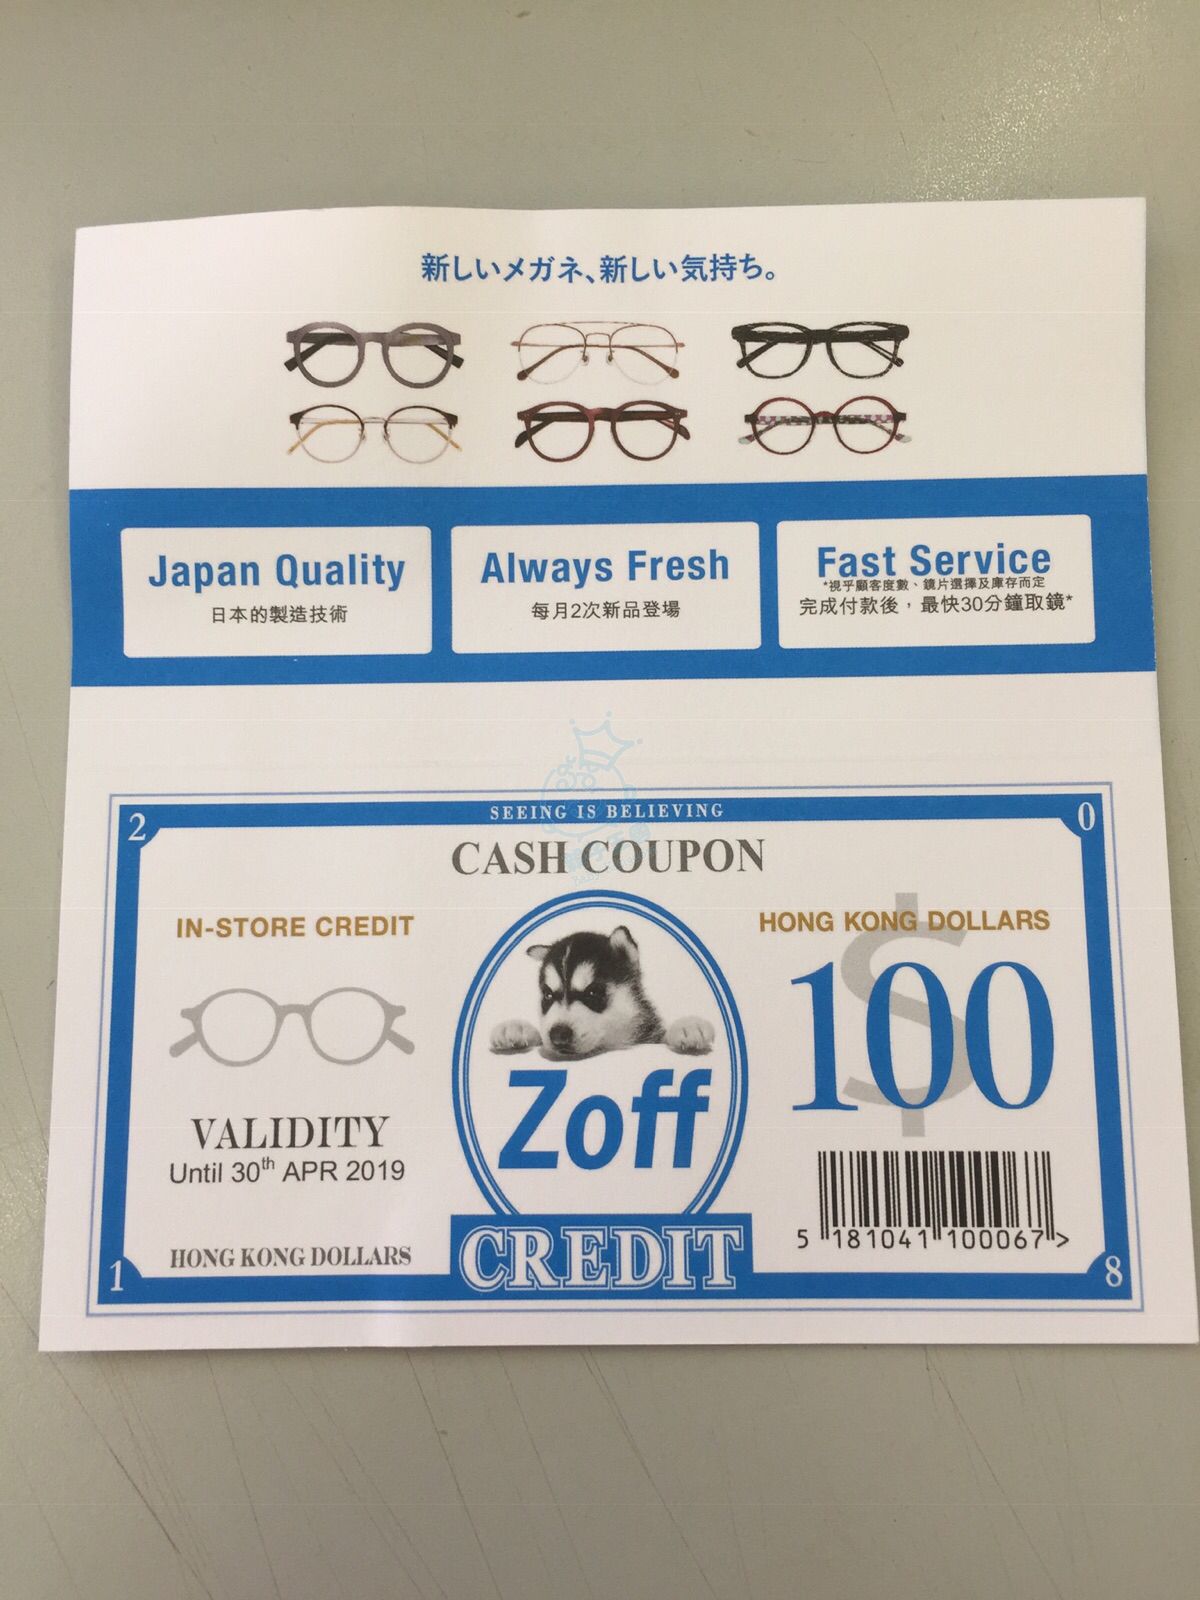 新しいメガネ、新しい気持ち。
Japan Quality
日本的製造技術
Always Fresh
每月2次新品登場
Fast Service
*視乎顧客度數、鏡片選擇及庫存而定
完成付款後，最快30分鐘取鏡*
2
SEEING IS BELIEVING
0
CASH COUPON
IN-STORE CREDIT
HONG KONG DOLLARS
$
100
Zoff
VALIDITY
Until 30th APR 2019
5 181041 100067 >
HONG KONG DOLLARS
CREDIT
1
8